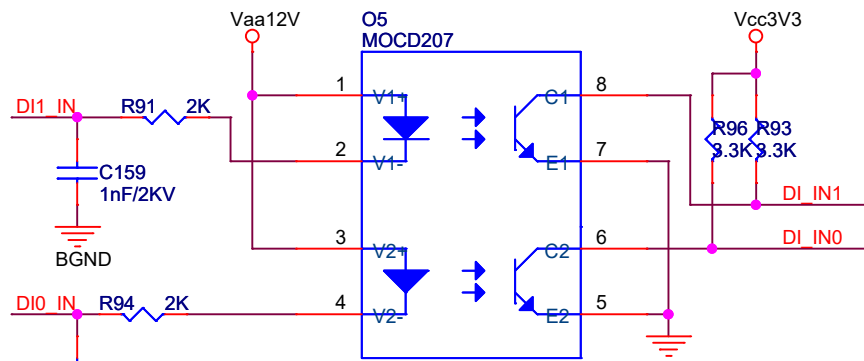 Vaa12V
O5
MOCD207
Vcc3V3
1
V1+
C1
8
DI1_IN
R91
2K
R96
R93
3.3K
3.3K
2
V1-
E1
7
C159
1nF/2KV
DI_IN1
BGND
3
V2+
C2
6
DI_IN0
DI0_IN
R94
2K
4
V2-
E2
5